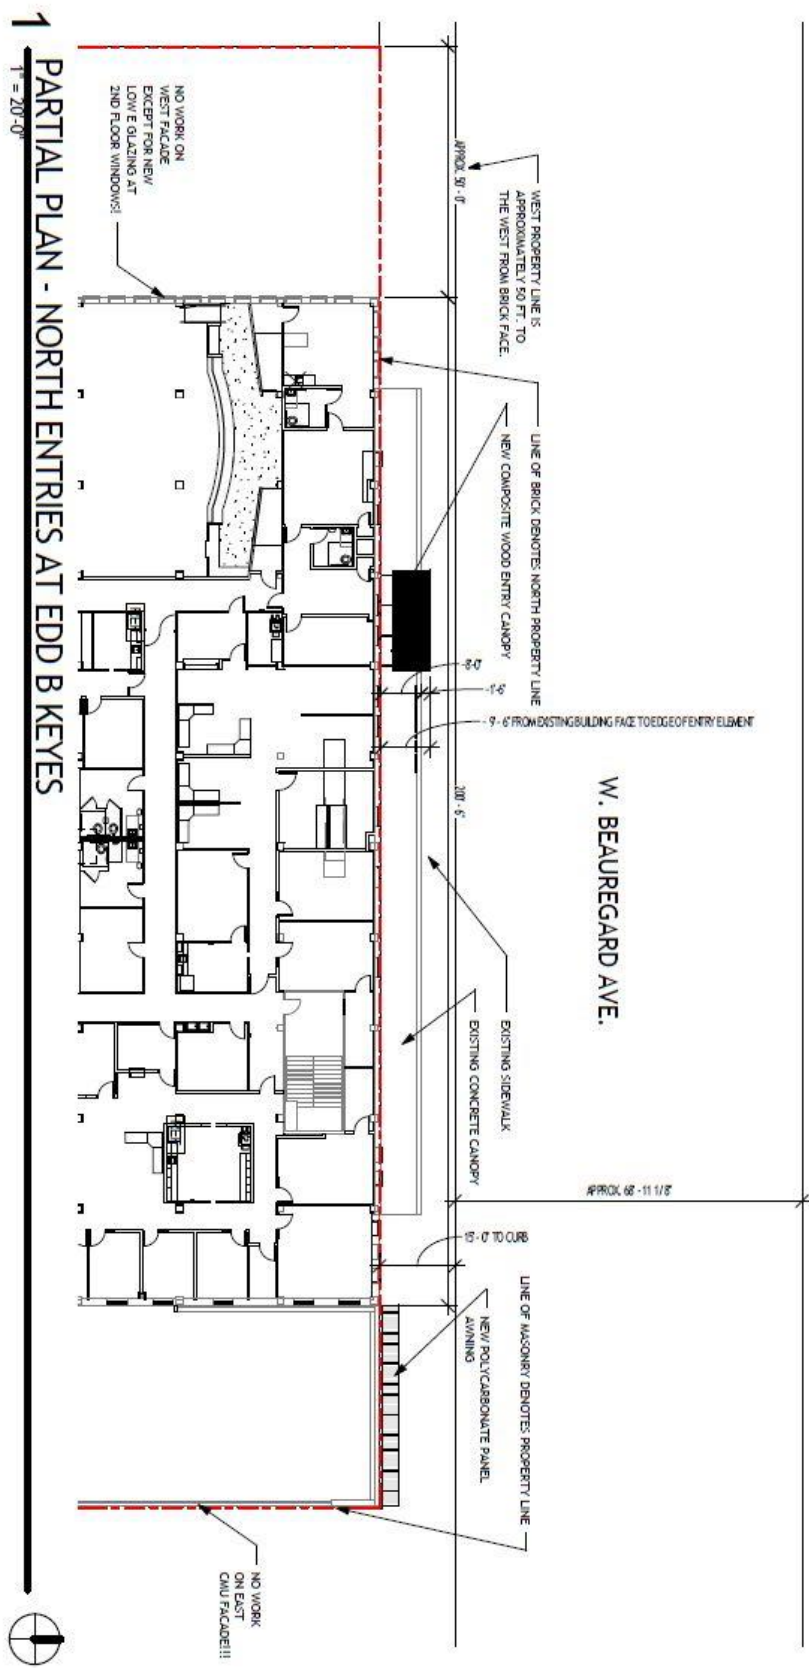 WEST PROPERTY LINE IS
APPROXIMATELY 50 FT. TO
THE WEST FROM BRICK FACE.
APPROX. 50' - 0"
NO WORK ON
WEST FACADE
EXCEPT FOR NEW
LOW E GLAZING AT
2ND FLOOR WINDOWS!!
LINE OF BRICK DENOTES NORTH PROPERTY LINE
NEW COMPOSITE WOOD ENTRY CANOPY
8'-0"
1'-6"
9'- 6" FROM EXISTING BUILDING FACE TO EDGE OF ENTRY ELEMENT
200' - 6"
W. BEAUREGARD AVE.
EXISTING SIDEWALK
EXISTING CONCRETE CANOPY
APPROX. 68' - 11 1/8"
15' - 0" TO CURB
LINE OF MASONRY DENOTES PROPERTY LINE
NEW POLYCARBONATE PANEL
AWNING
NO WORK
ON EAST
CMU FACADE!!!
1
PARTIAL PLAN - NORTH ENTRIES AT EDD B KEYES
1" = 20'-0"